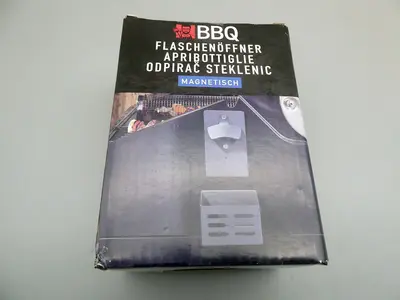 BBQ
FLASCHENÖFFNER
APRIBOTTIGLIE
ODPIRAČ STEKLENIC
MAGNETISCH